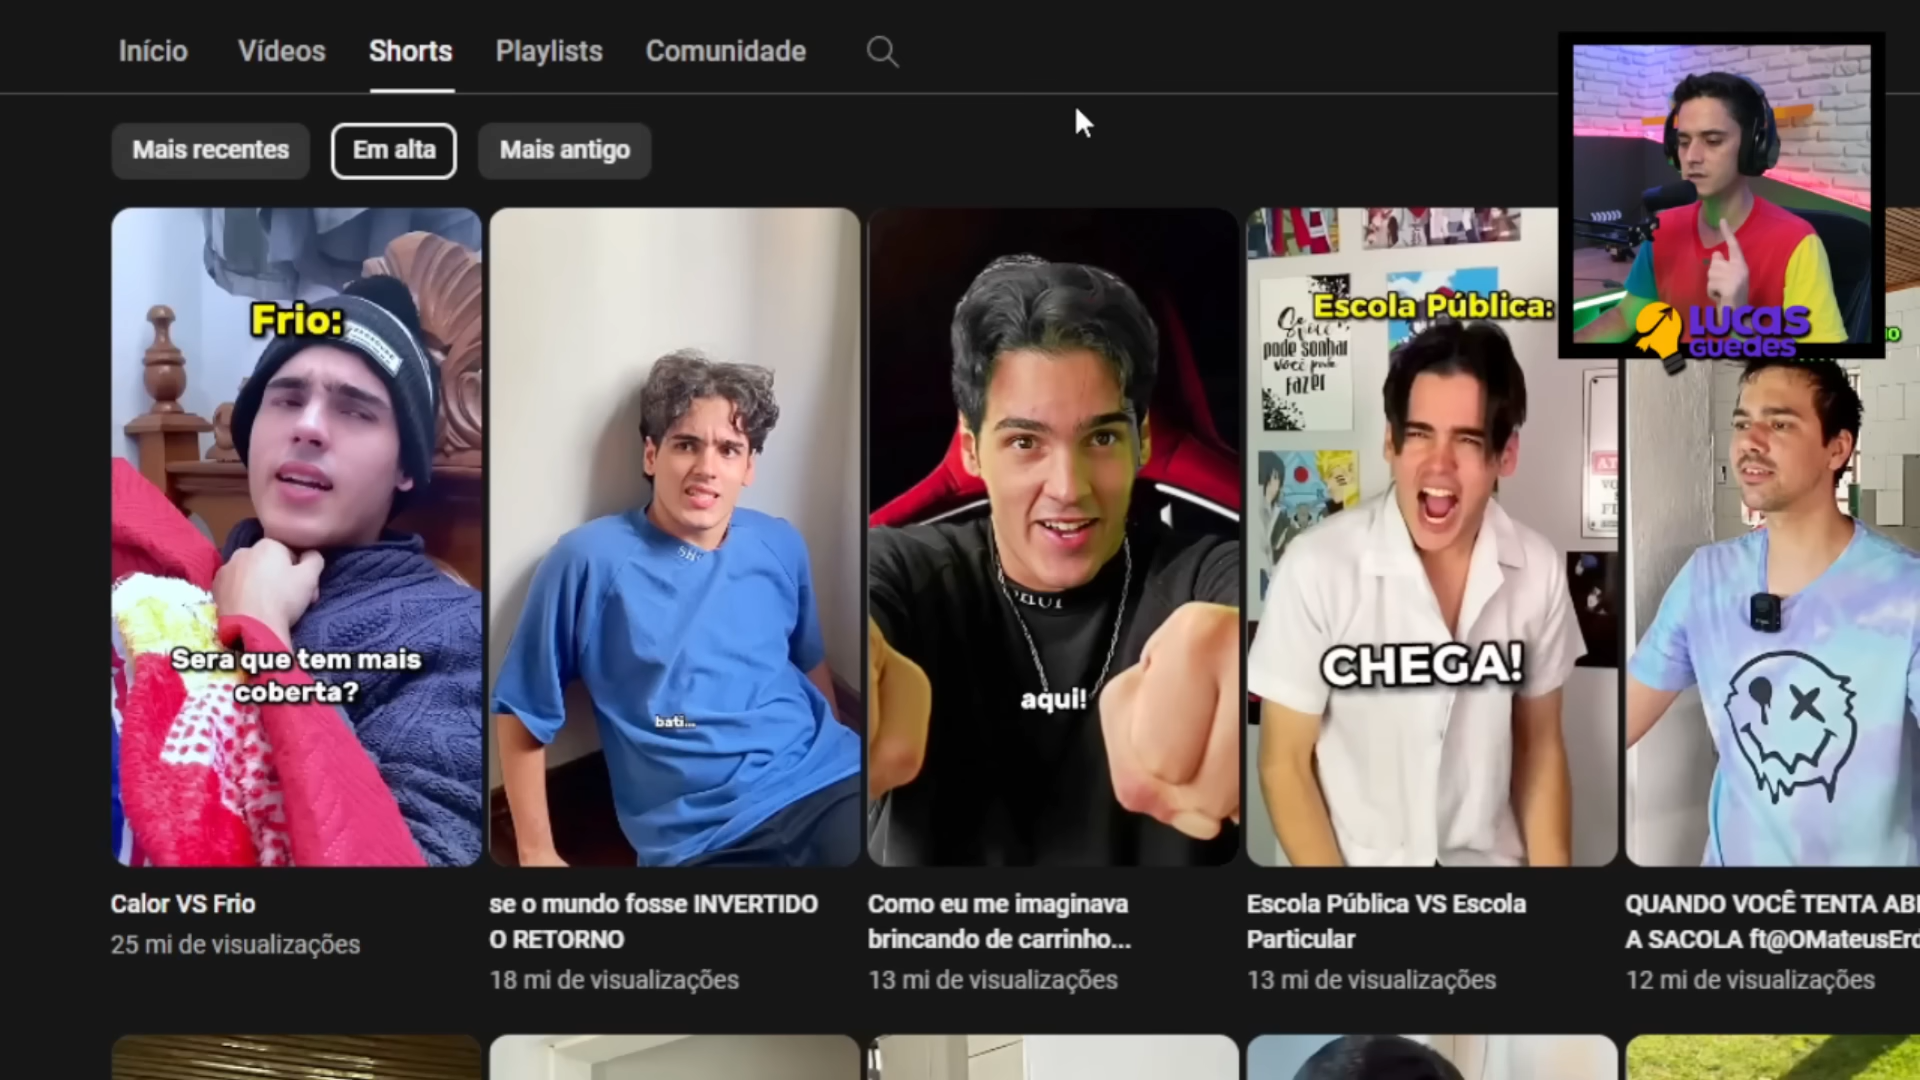 Início
Vídeos
Shorts
Playlists
Comunidade
Mais recentes
Em alta
Mais antigo
LUCAS
GUEDES
Frio:
Sera que tem mais
coberta?
bati...
aqui!
Escola Pública:
pode sonhar
você pode
fazer
CHEGA!
Calor VS Frio
25 mi de visualizações
se o mundo fosse INVERTIDO
O RETORNO
18 mi de visualizações
Como eu me imaginava
brincando de carrinho...
13 mi de visualizações
Escola Pública VS Escola
Particular
13 mi de visualizações
QUANDO VOCÊ TENTA
A SACOLA
12 mi de visualizações